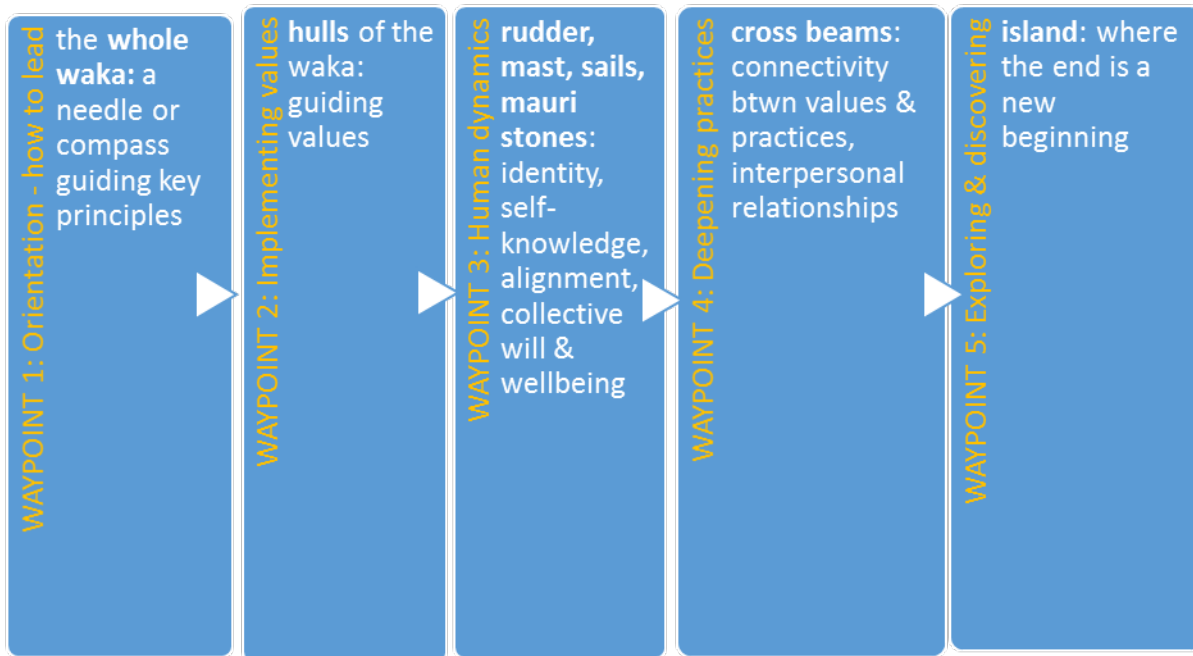 WAYPOINT 1: Orientation - how to lead
the whole
waka: a
needle or
compass
guiding key
principles
WAYPOINT 2: Implementing values
hulls of the
waka:
guiding
values
WAYPOINT 3: Human dynamics
rudder,
mast, sails,
mauri
stones:
identity,
self-
knowledge,
alignment,
collective
will &
wellbeing
WAYPOINT 4: Deepening practices
cross beams:
connectivity
btwn values &
practices,
interpersonal
relationships
WAYPOINT 5: Exploring & discovering
island: where
the end is a
new
beginning